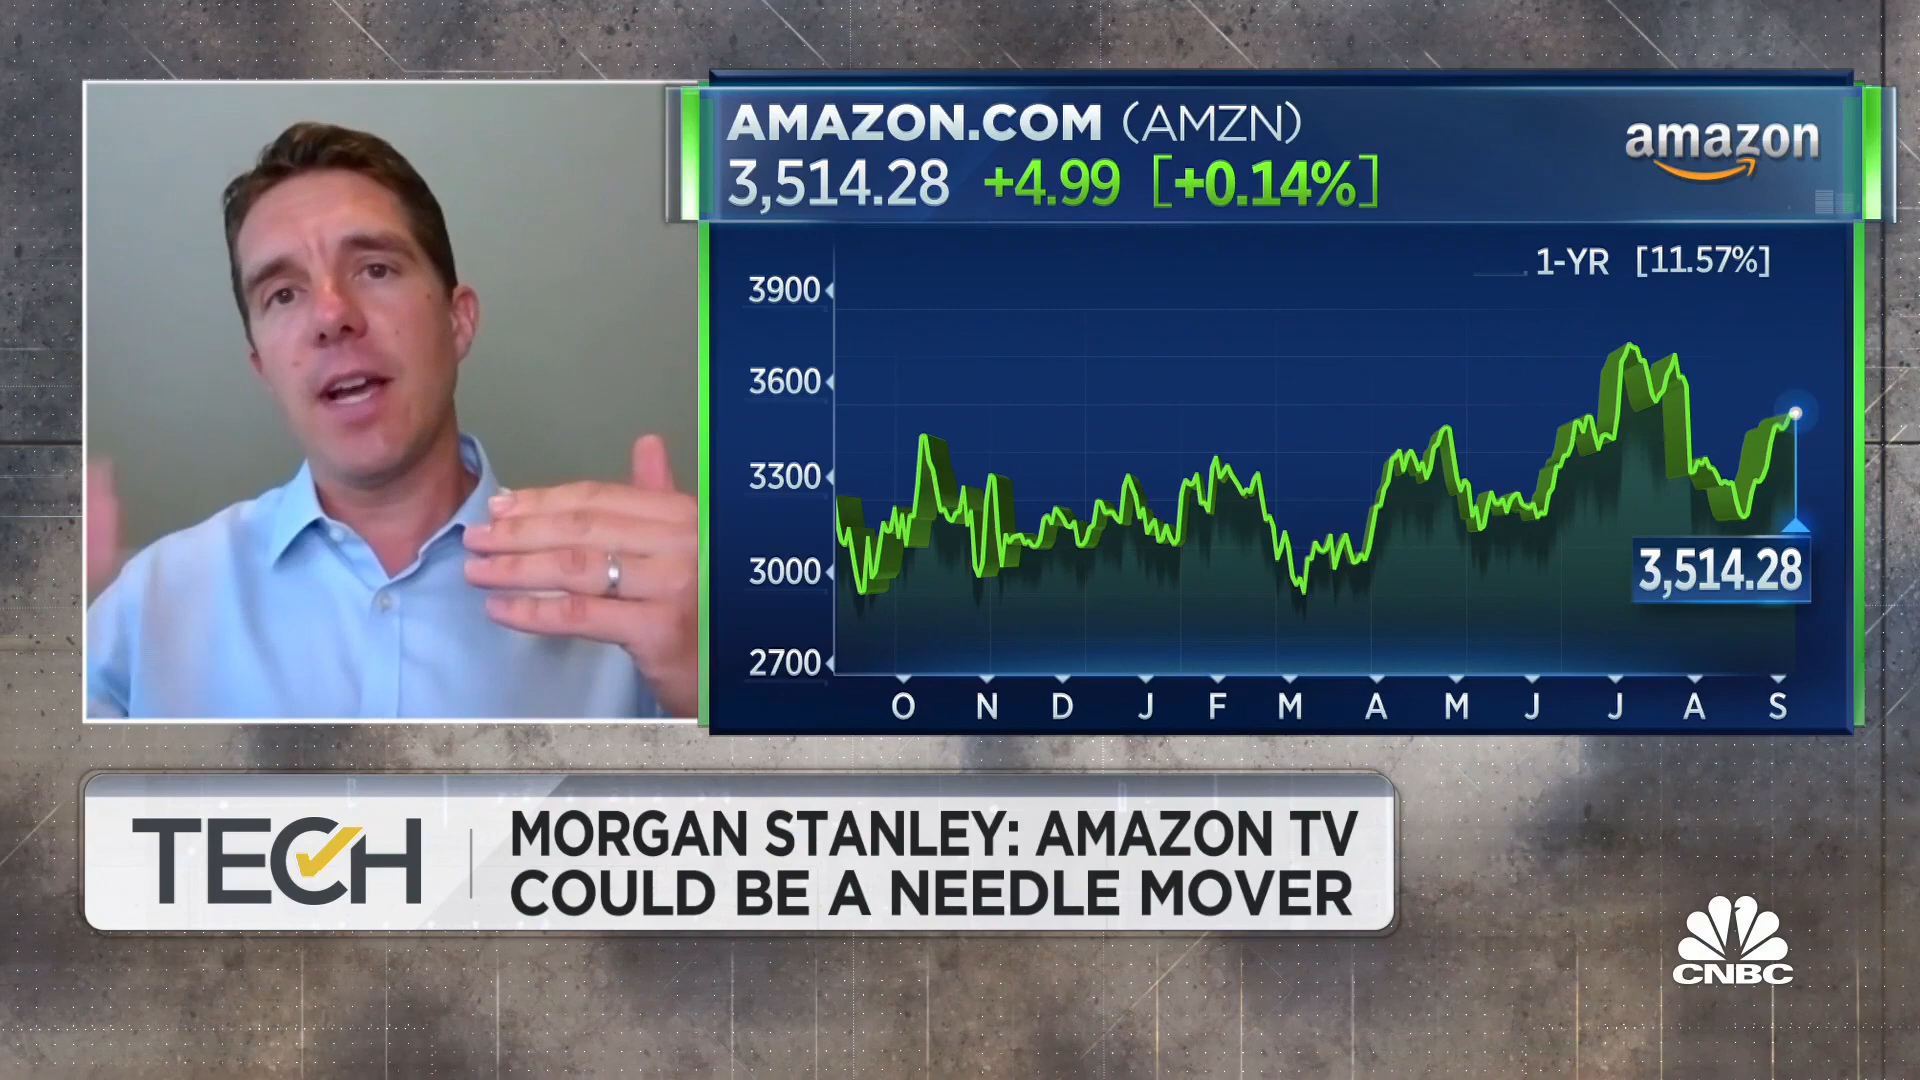 AMAZON.COM (AMZN)
3,514.28 +4.99 [+0.14%]
amazon
1-YR [11.57%]
3900
3600
3300
3000
2700
3,514.28
O N D J F M A M J J A S
TECH
MORGAN STANLEY: AMAZON TV
COULD BE A NEEDLE MOVER
CNBC